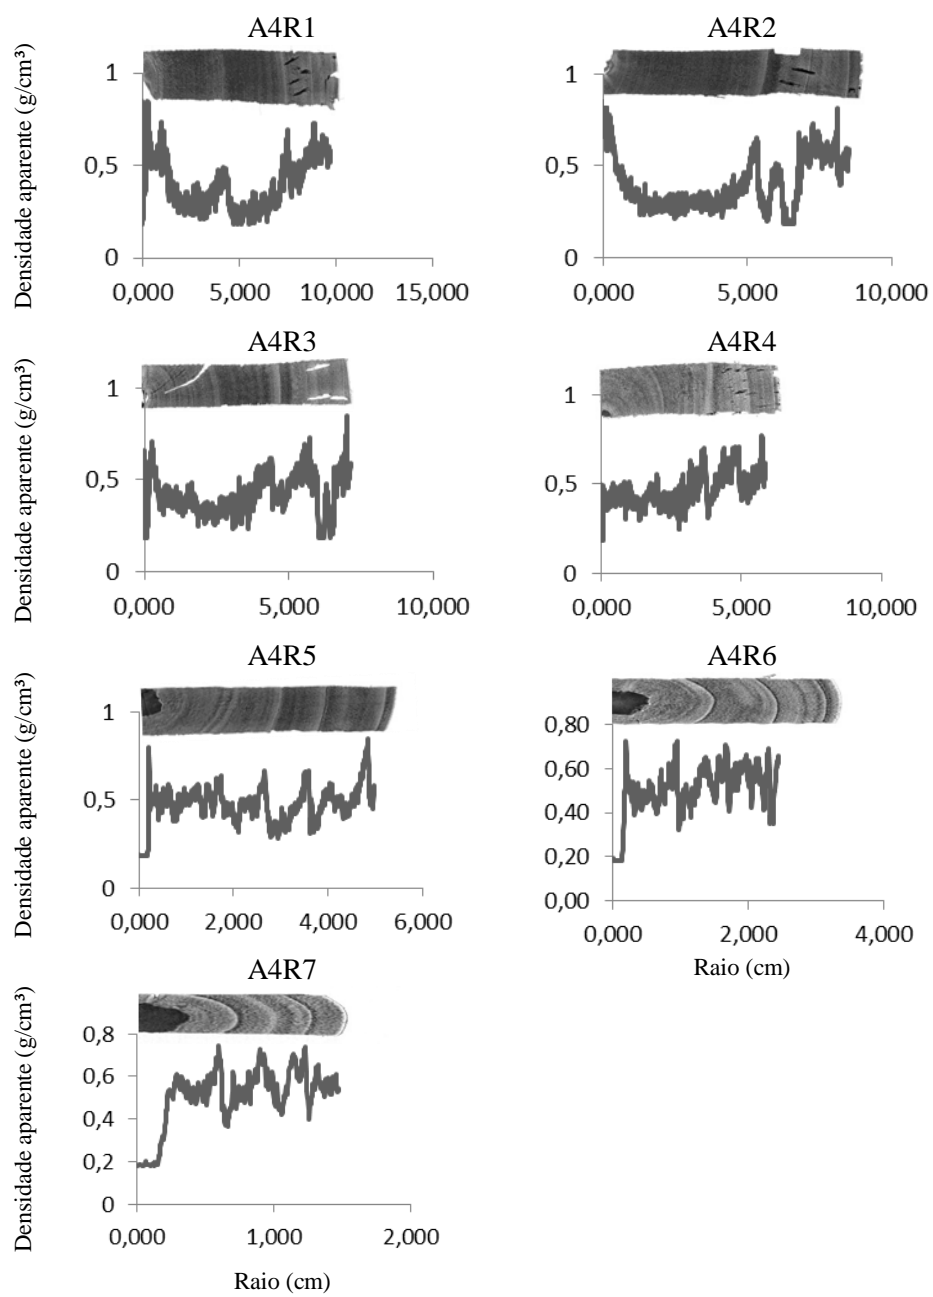 A4R1
A4R2
Densidade aparente (g/cm³)
1
0,5
0
0,000 5,000 10,000 15,000
1
0,5
0
0,000 5,000 10,000
A4R3
A4R4
Densidade aparente (g/cm³)
1
0,5
0
0,000 5,000 10,000
1
0,5
0
0,000 5,000 10,000
A4R5
A4R6
Densidade aparente (g/cm³)
1
0,5
0
0,000 2,000 4,000 6,000
0,80
0,60
0,40
0,20
0,00
0,000 2,000 4,000
Raio (cm)
A4R7
Densidade aparente (g/cm³)
0,8
0,6
0,4
0,2
0
0,000 1,000 2,000
Raio (cm)